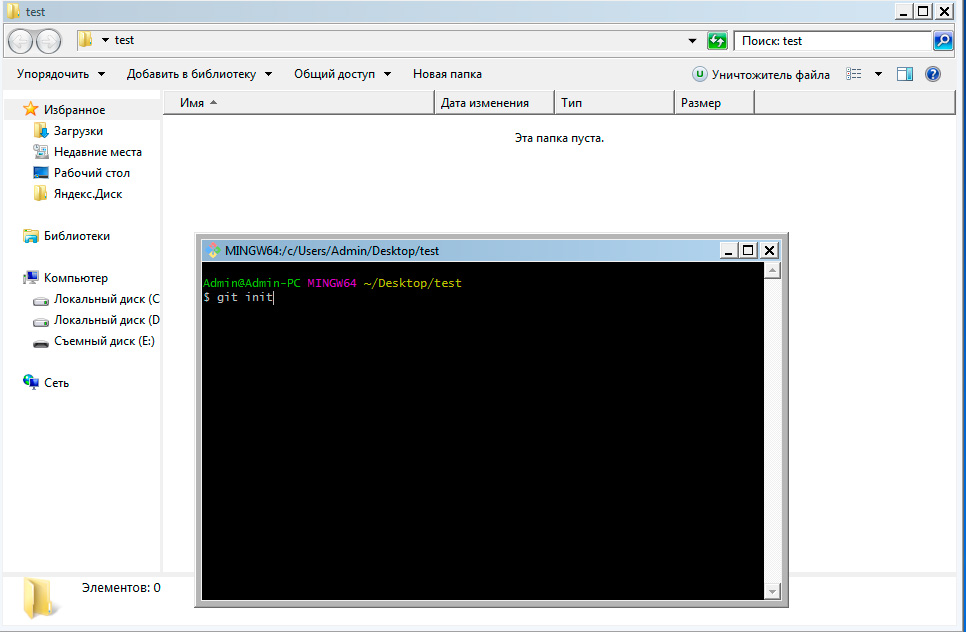 test
test
Поиск: test
Упорядочить
Добавить в библиотеку
Общий доступ
Новая папка
Уничтожитель файла
Избранное
Загрузки
Недавние места
Рабочий стол
Яндекс.Диск
Библиотеки
Компьютер
Локальный диск (C
Локальный диск (D
Съемный диск (E:)
Сеть
Имя
Дата изменения
Тип
Размер
Эта папка пуста.
MINGW64:/c/Users/Admin/Desktop/test
Admin@Admin-PC MINGW64 ~/Desktop/test
$ git init
Элементов: 0